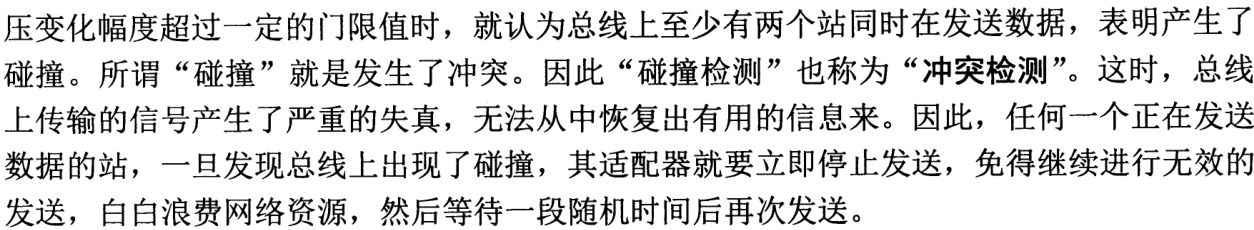 压变化幅度超过一定的门限值时，就认为总线上至少有两个站同时在发送数据，表明产生了
碰撞。所谓“碰撞”就是发生了冲突。因此“碰撞检测”也称为“冲突检测”。这时，总线
上传输的信号产生了严重的失真，无法从中恢复出有用的信息来。因此，任何一个正在发送
数据的站，一旦发现总线上出现了碰撞，其适配器就要立即停止发送，免得继续进行无效的
发送，白白浪费网络资源，然后等待一段随机时间后再次发送。